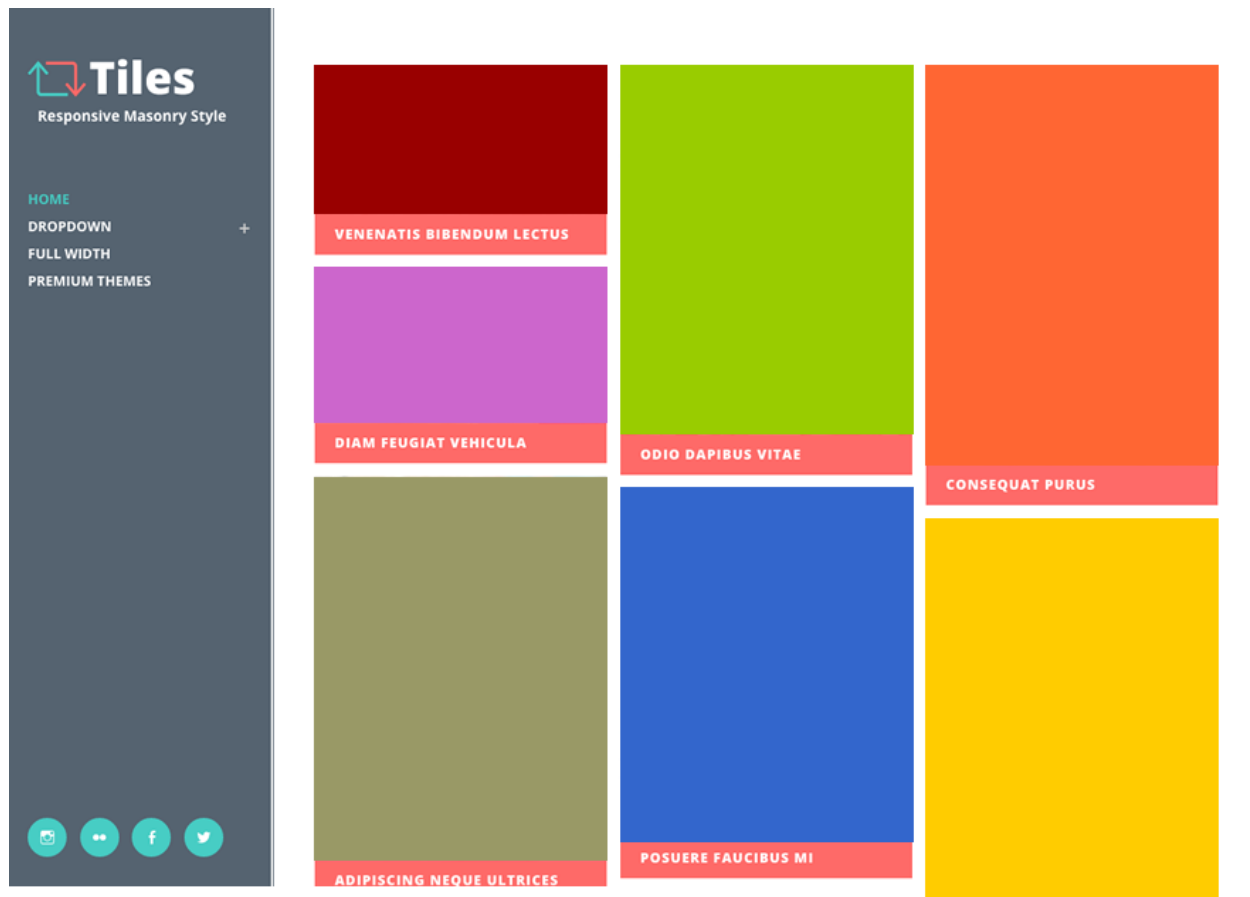 Tiles
Responsive Masonry Style
HOME
DROPDOWN +
FULL WIDTH
PREMIUM THEMES
VENENATIS BIBENDUM LECTUS
DIAM FEUGIAT VEHICULA
ADIPISCING NEQUE ULTRICES
ODIO DAPIBUS VITAE
POSUERE FAUCIBUS MI
CONSEQUAT PURUS